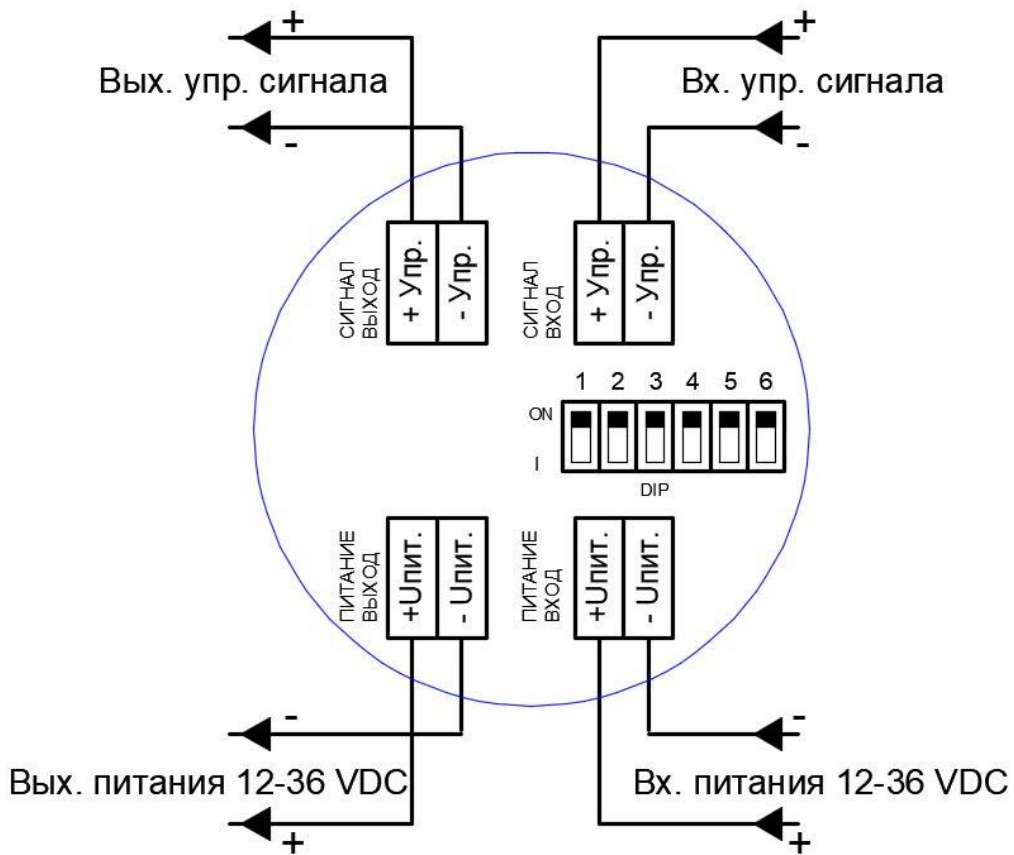 + +
Вых. упр. сигнала Вх. упр. сигнала
- -
СИГНАЛ
ВЫХОД
+ Упр.
- Упр.
СИГНАЛ
ВХОД
+ Упр.
- Упр.
1 2 3 4 5 6
ON
I
DIP
ПИТАНИЕ
ВЫХОД
+Uпит.
- Uпит.
ПИТАНИЕ
ВХОД
+Uпит.
- Uпит.
- -
Вых. питания 12-36 VDC Вх. питания 12-36 VDC
+ +